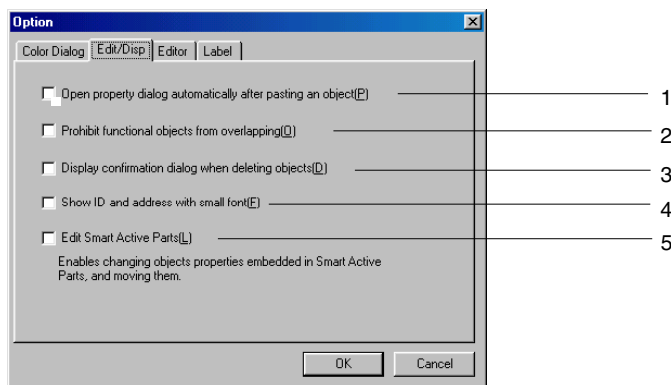 Option
Color Dialog Edit/Disp Editor Label
Open property dialog automatically after pasting an object(P) 1
Prohibit functional objects from overlapping(O) 2
Display confirmation dialog when deleting objects(D) 3
Show ID and address with small font(F) 4
Edit Smart Active Parts(L) 5
Enables changing objects properties embedded in Smart Active
Parts, and moving them.
OK Cancel